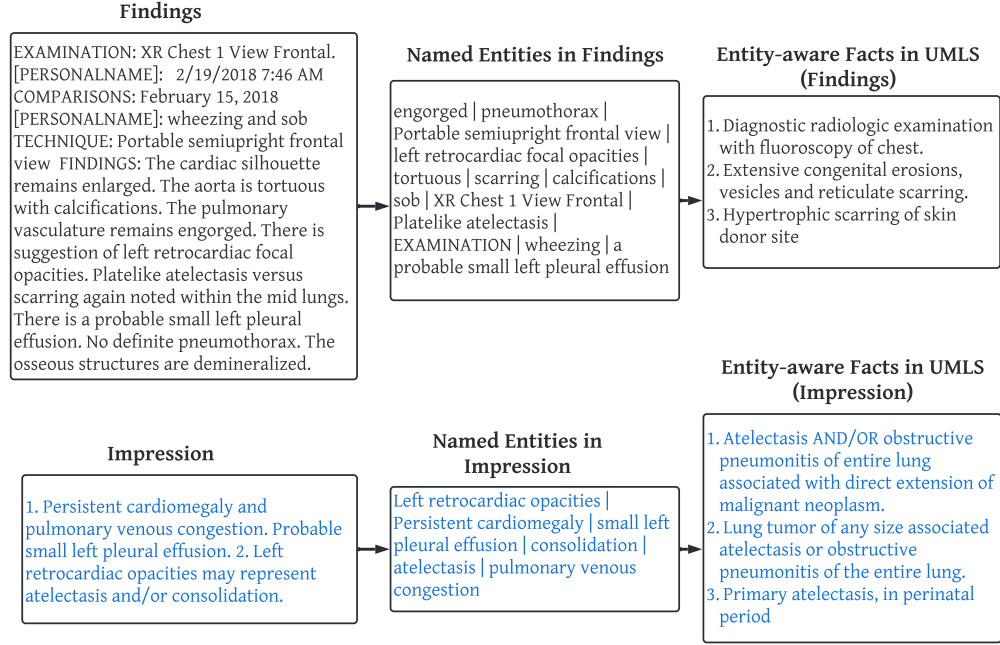 Findings
EXAMINATION: XR Chest 1 View Frontal.
[PERSONALNAME]: 2/19/2018 7:46 AM
COMPARISONS: February 15, 2018
[PERSONALNAME]: wheezing and sob
TECHNIQUE: Portable semiupright frontal
view FINDINGS: The cardiac silhouette
remains enlarged. The aorta is tortuous
with calcifications. The pulmonary
vasculature remains engorged. There is
suggestion of left retrocardiac focal
opacities. Platelike atelectasis versus
scarring again noted within the mid lungs.
There is a probable small left pleural
effusion. No definite pneumothorax. The
osseous structures are demineralized.
Named Entities in Findings
engorged | pneumothorax |
Portable semiupright frontal view |
left retrocardiac focal opacities |
tortuous | scarring | calcifications |
sob | XR Chest 1 View Frontal |
Platelike atelectasis |
EXAMINATION | wheezing | a
probable small left pleural effusion
Entity-aware Facts in UMLS
(Findings)
1. Diagnostic radiologic examination
with fluoroscopy of chest.
2. Extensive congenital erosions,
vesicles and reticulate scarring.
3. Hypertrophic scarring of skin
donor site
Impression
1. Persistent cardiomegaly and
pulmonary venous congestion. Probable
small left pleural effusion. 2. Left
retrocardiac opacities may represent
atelectasis and/or consolidation.
Named Entities in
Impression
Left retrocardiac opacities |
Persistent cardiomegaly | small left
pleural effusion | consolidation |
atelectasis | pulmonary venous
congestion
Entity-aware Facts in UMLS
(Impression)
1. Atelectasis AND/OR obstructive
pneumonitis of entire lung
associated with direct extension of
malignant neoplasm.
2. Lung tumor of any size associated
atelectasis or obstructive
pneumonitis of the entire lung.
3. Primary atelectasis, in perinatal
period